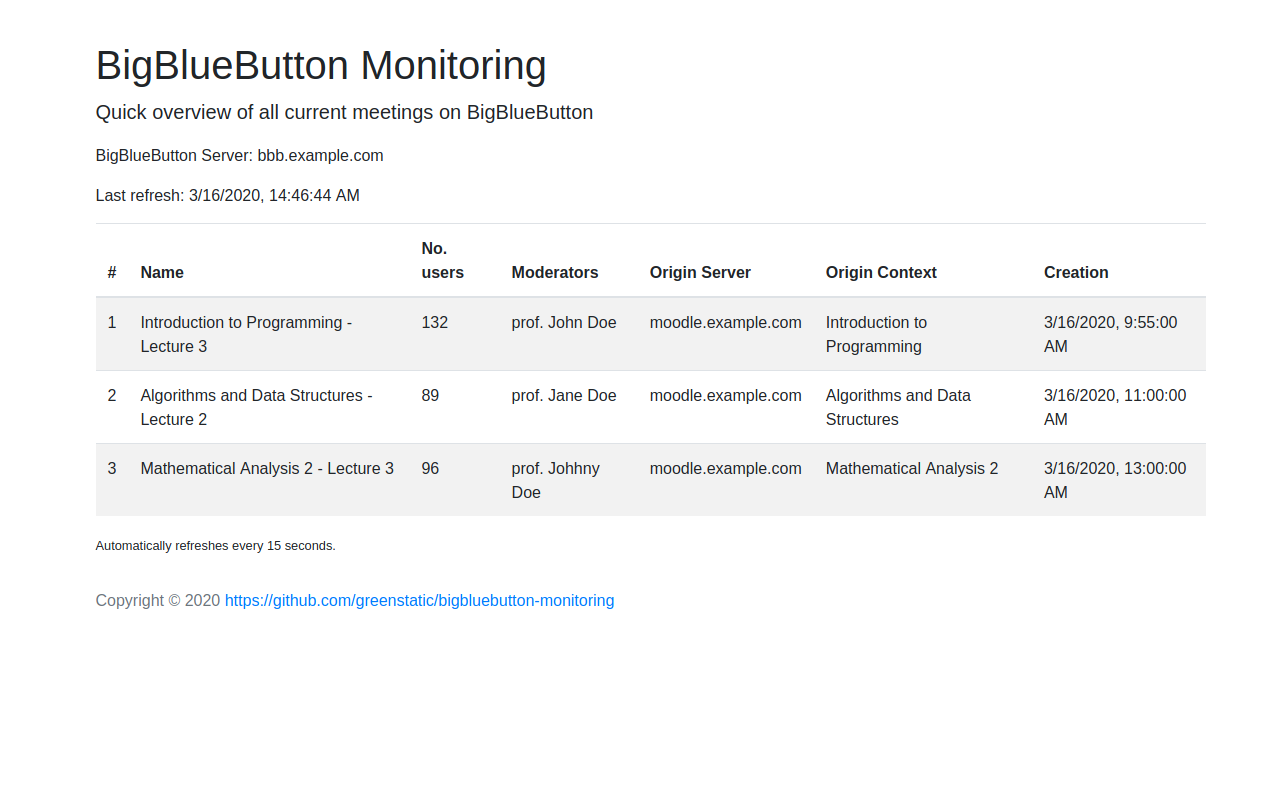 BigBlueButton Monitoring
Quick overview of all current meetings on BigBlueButton
BigBlueButton Server: bbb.example.com
Last refresh: 3/16/2020, 14:46:44 AM
# Name No. users Moderators Origin Server Origin Context Creation
1 Introduction to Programming - Lecture 3 132 prof. John Doe moodle.example.com Introduction to Programming 3/16/2020, 9:55:00 AM
2 Algorithms and Data Structures - Lecture 2 89 prof. Jane Doe moodle.example.com Algorithms and Data Structures 3/16/2020, 11:00:00 AM
3 Mathematical Analysis 2 - Lecture 3 96 prof. Johhny Doe moodle.example.com Mathematical Analysis 2 3/16/2020, 13:00:00 AM
Automatically refreshes every 15 seconds.
Copyright © 2020 https://github.com/greenstatic/bigbluebutton-monitoring